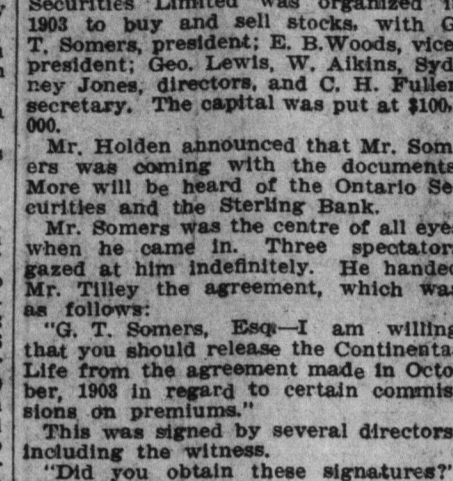 Securities Limited was organized i
1903 to buy and sell stocks, with G
T. Somers, president; E. B. Woods, vice
president; Geo. Lewis, W. Aikins, Syd
ney Jones, directors, and C. H. Fuller
secretary. The capital was put at $100,
000.
Mr. Holden announced that Mr. Som
ers was coming with the documents
More will be heard of the Ontario Se
curities and the Sterling Bank.
Mr. Somers was the centre of all eyes
when he came in. Three spectators
gazed at him indefinitely. He handed
Mr. Tilley the agreement, which was
as follows:
"G. T. Somers, Esq:—I am willing
that you should release the Continenta
Life from the agreement made in Octo
ber, 1903 in regard to certain commis
sions on premiums."
This was signed by several directors
including the witness.
"Did you obtain these signatures?"